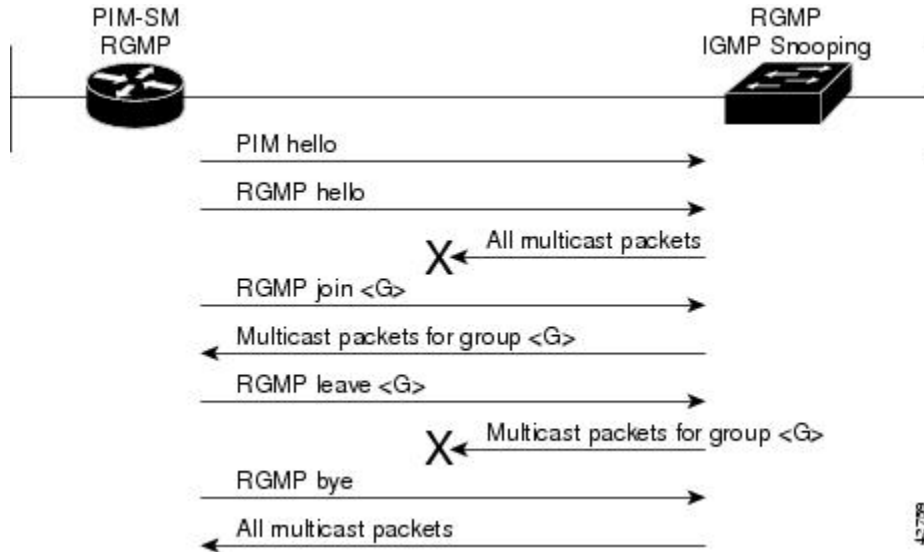 PIM-SM
RGMP
RGMP
IGMP Snooping
PIM hello
RGMP hello
All multicast packets
RGMP join <G>
Multicast packets for group <G>
RGMP leave <G>
Multicast packets for group <G>
RGMP bye
All multicast packets